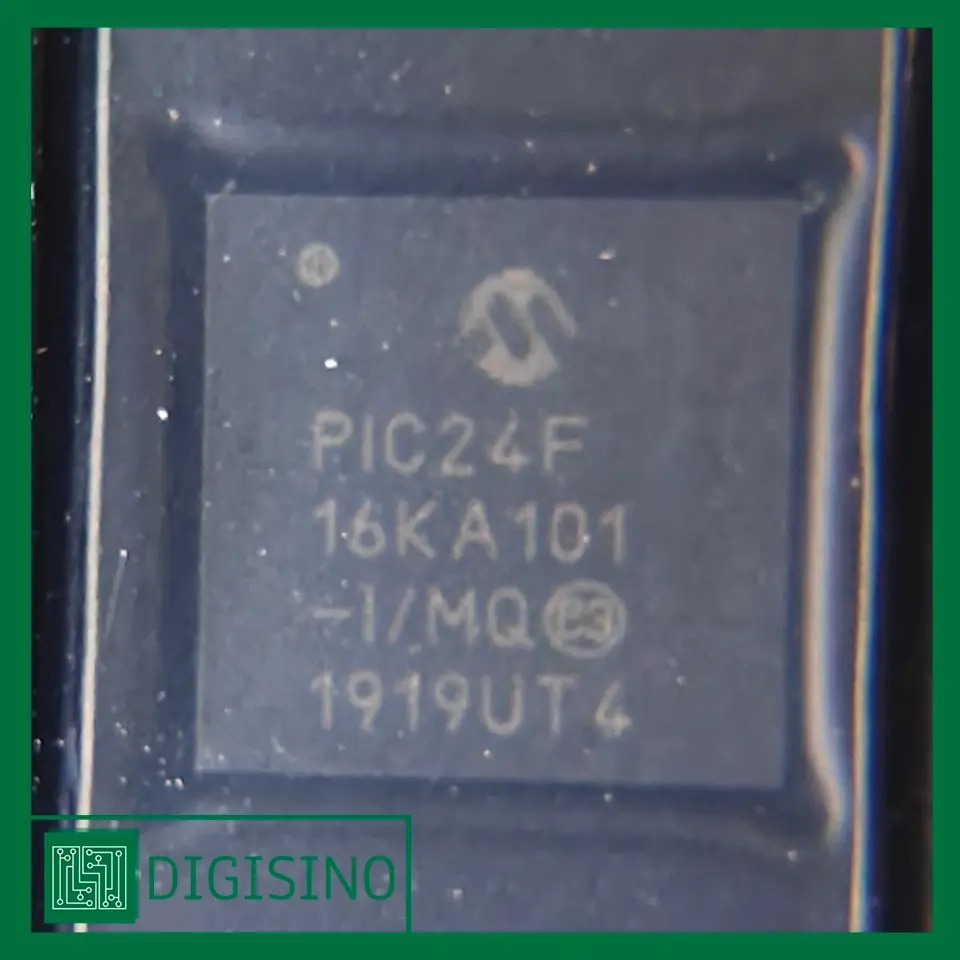 PIC24F
16KA101
-I/MQ e3
1919UT4
DIGISINO